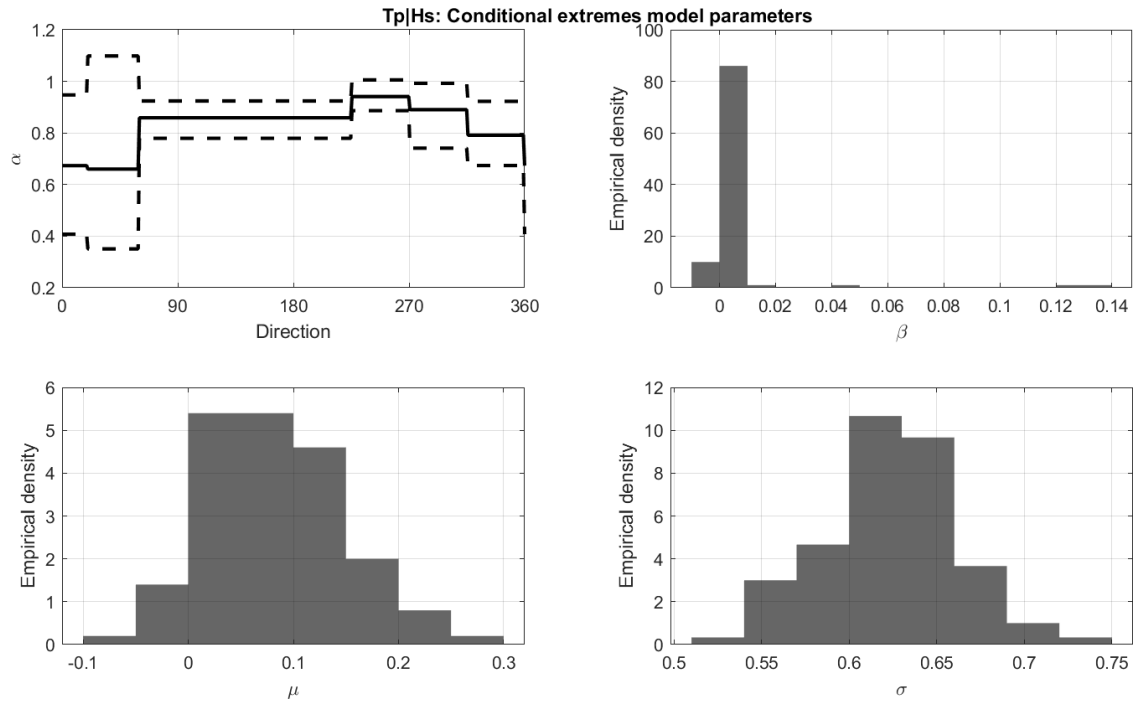 Tp|Hs: Conditional extremes model parameters
1.2
1
0.8
0.6
0.4
0.2
α
0 90 180 270 360
Direction
100
80
60
40
20
0
Empirical density
0 0.02 0.04 0.06 0.08 0.1 0.12 0.14
β
6
5
4
3
2
1
0
Empirical density
-0.1 0 0.1 0.2 0.3
μ
12
10
8
6
4
2
0
Empirical density
0.5 0.55 0.6 0.65 0.7 0.75
σ